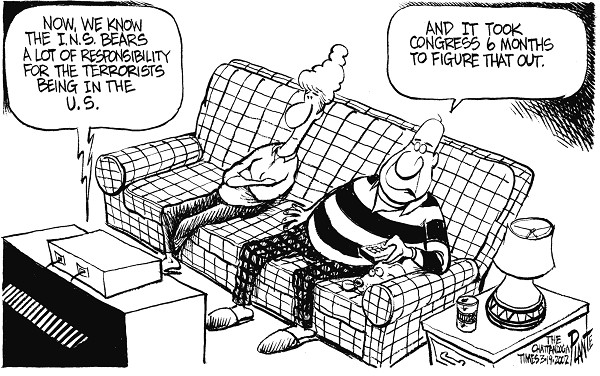 NOW, WE KNOW
THE I.N.S. BEARS
A LOT OF RESPONSIBILITY
FOR THE TERRORISTS
BEING IN THE
U.S.
AND IT TOOK
CONGRESS 6 MONTHS
TO FIGURE THAT OUT.
THE
CHATTANOOGA
TIMES 3/19/2002
PLANTE